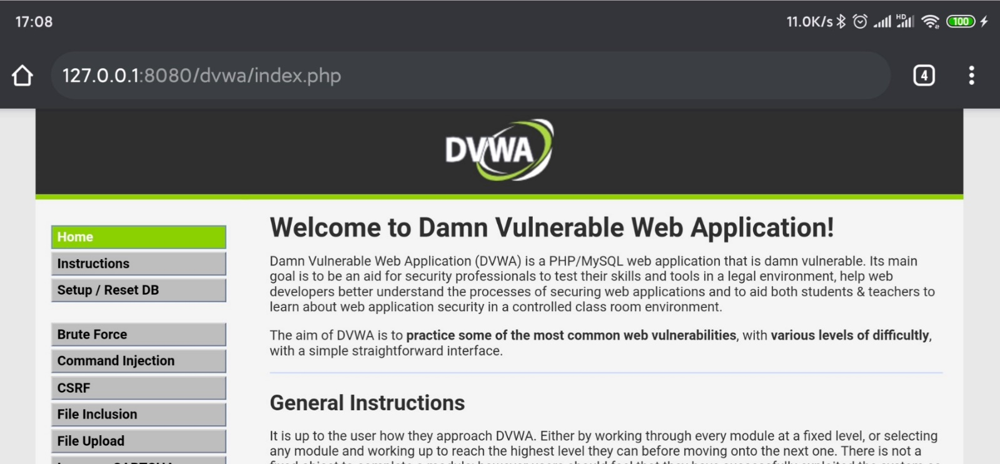 17:08
11.0K/s HD 100
127.0.0.1:8080/dvwa/index.php
4
DVWA
Home
Instructions
Setup / Reset DB
Brute Force
Command Injection
CSRF
File Inclusion
File Upload
Welcome to Damn Vulnerable Web Application!
Damn Vulnerable Web Application (DVWA) is a PHP/MySQL web application that is damn vulnerable. Its main
goal is to be an aid for security professionals to test their skills and tools in a legal environment, help web
developers better understand the processes of securing web applications and to aid both students & teachers to
learn about web application security in a controlled class room environment.
The aim of DVWA is to practice some of the most common web vulnerabilities, with various levels of difficultly,
with a simple straightforward interface.
General Instructions
It is up to the user how they approach DVWA. Either by working through every module at a fixed level, or selecting
any module and working up to reach the highest level they can before moving onto the next one. There is not a